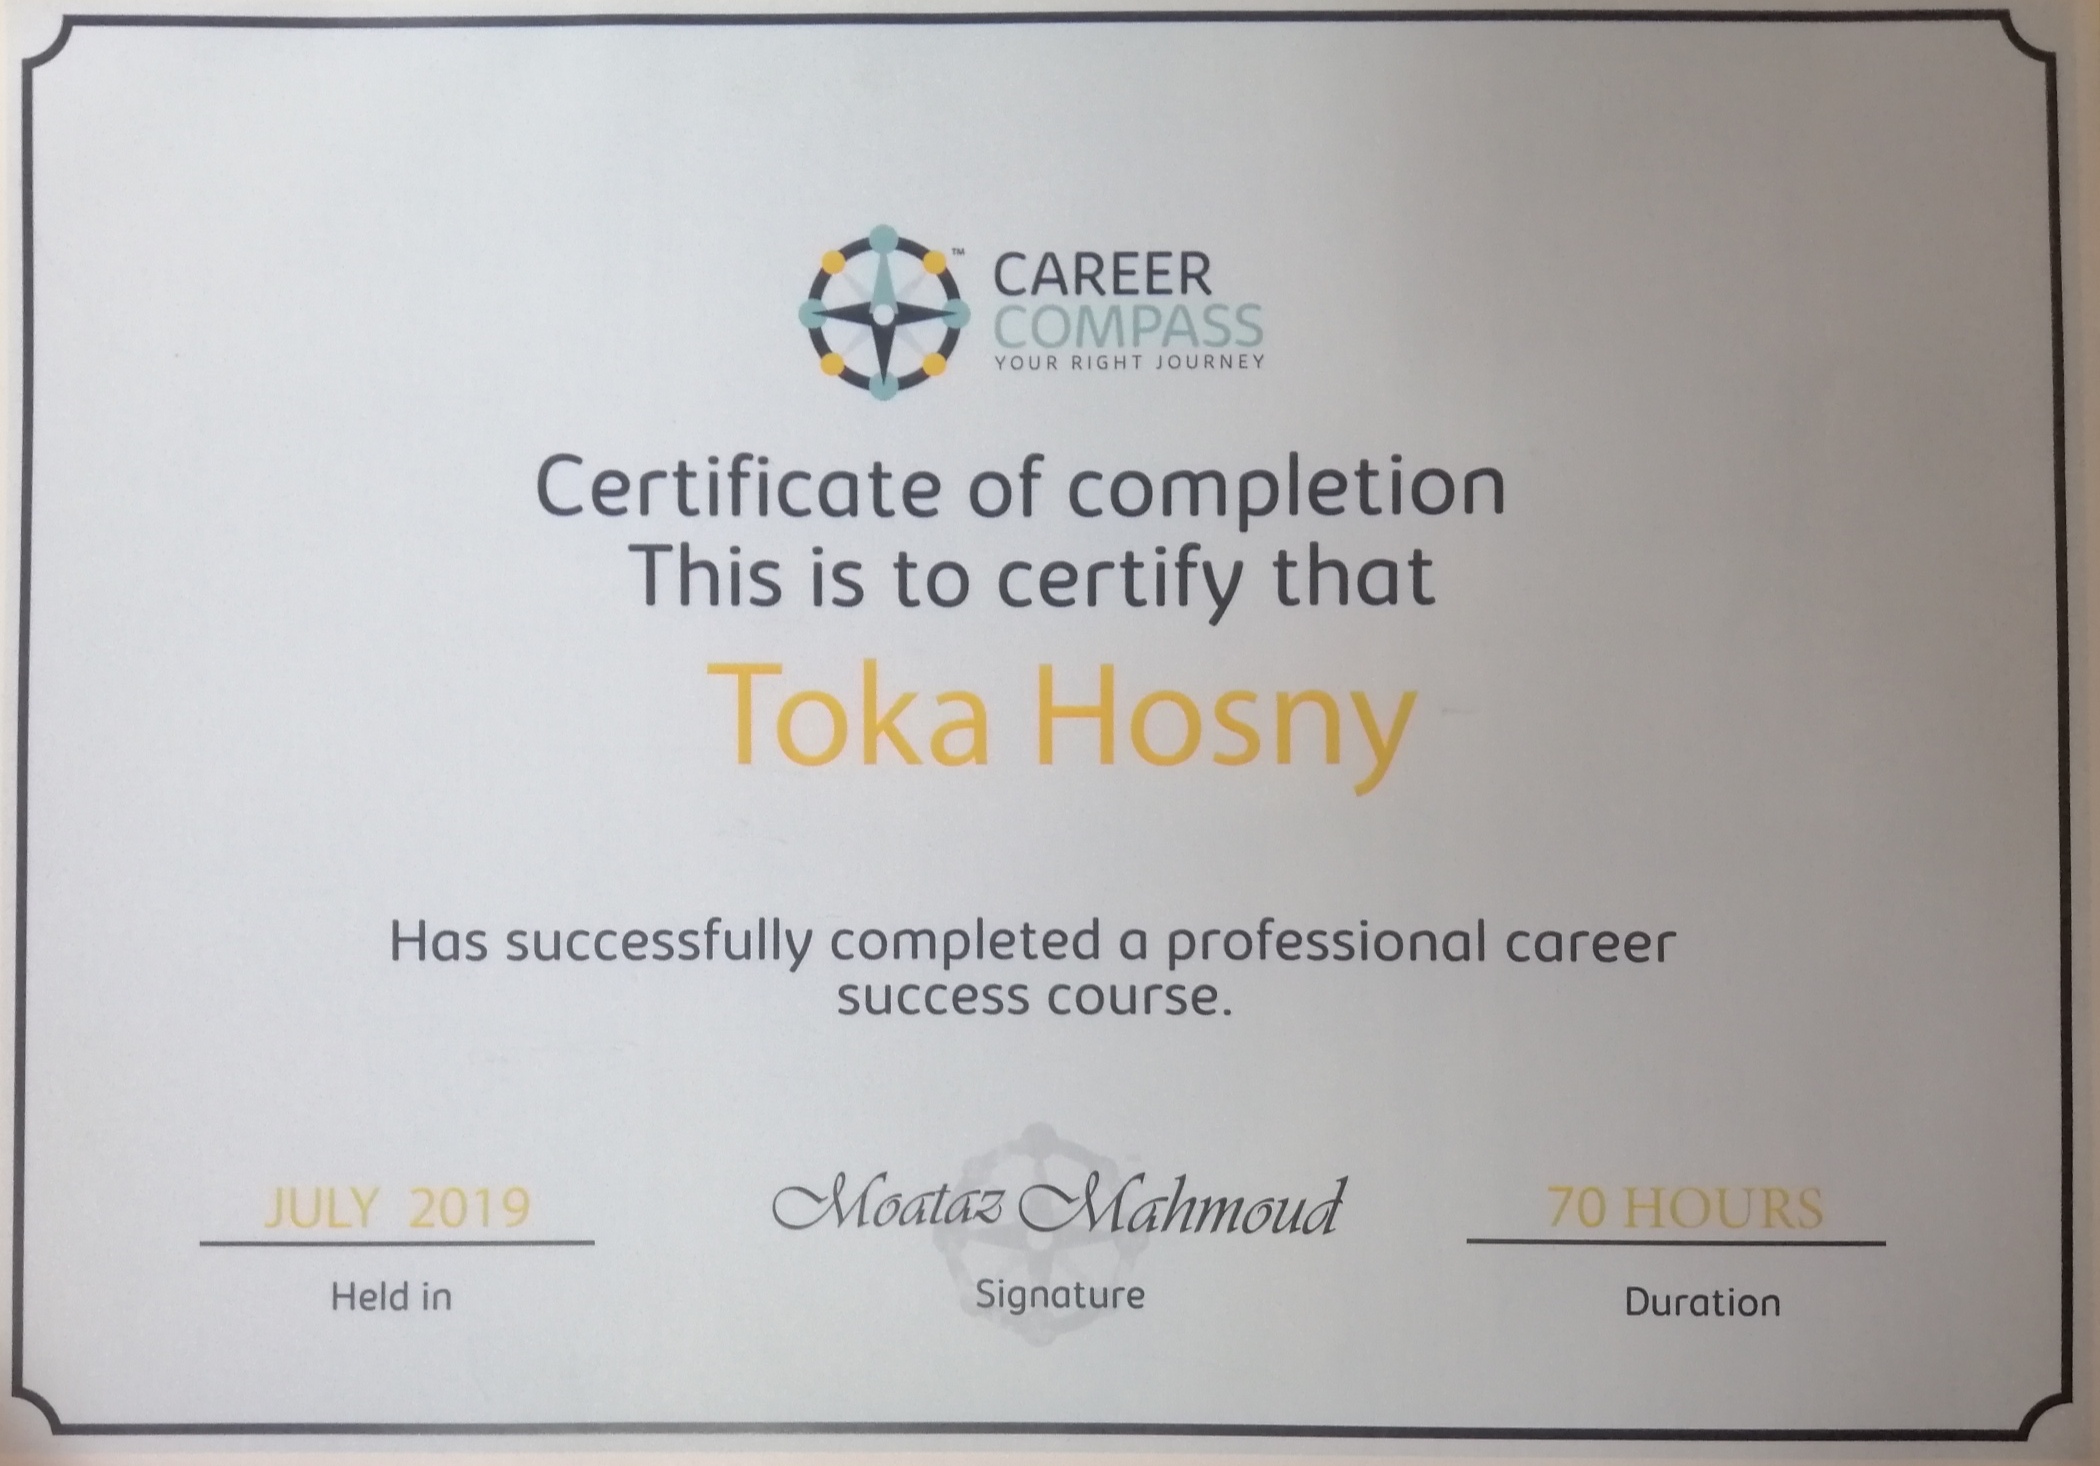 ™
CAREER
COMPASS
YOUR RIGHT JOURNEY
Certificate of completion
This is to certify that
Toka Hosny
Has successfully completed a professional career
success course.
JULY 2019
Held in
Moataz Mahmoud
Signature
70 HOURS
Duration